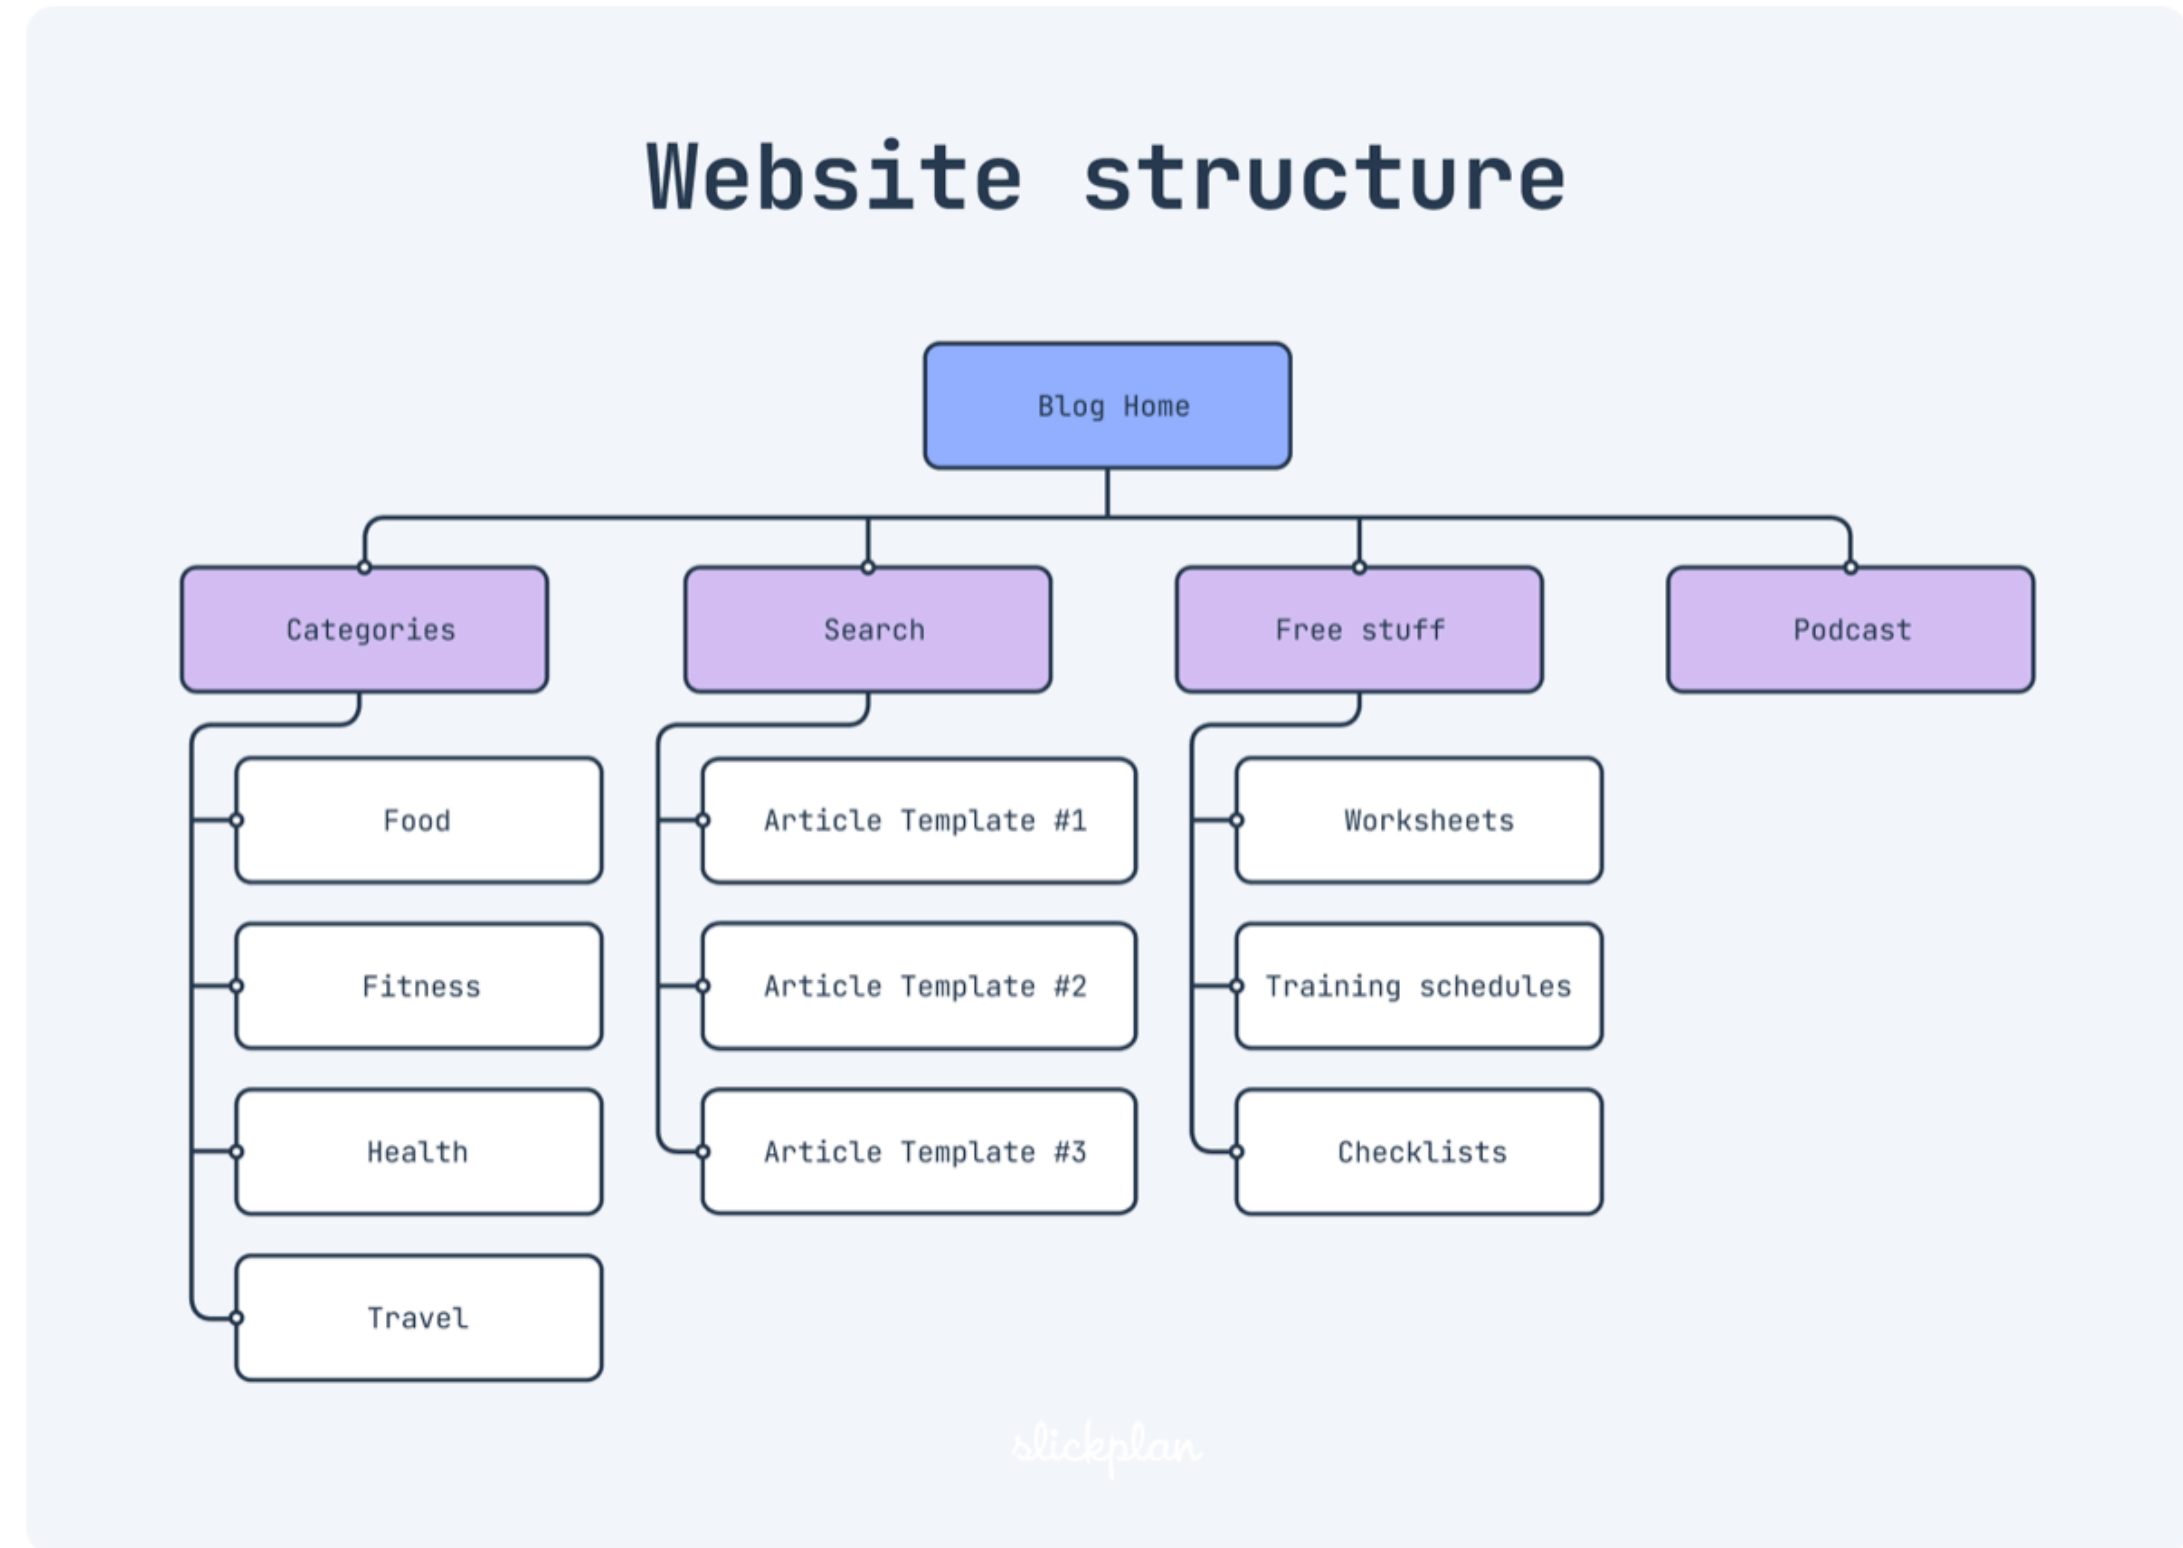 Website structure
Blog Home
Categories
Search
Free stuff
Podcast
Food
Article Template #1
Worksheets
Fitness
Article Template #2
Training schedules
Health
Article Template #3
Checklists
Travel
slickplan